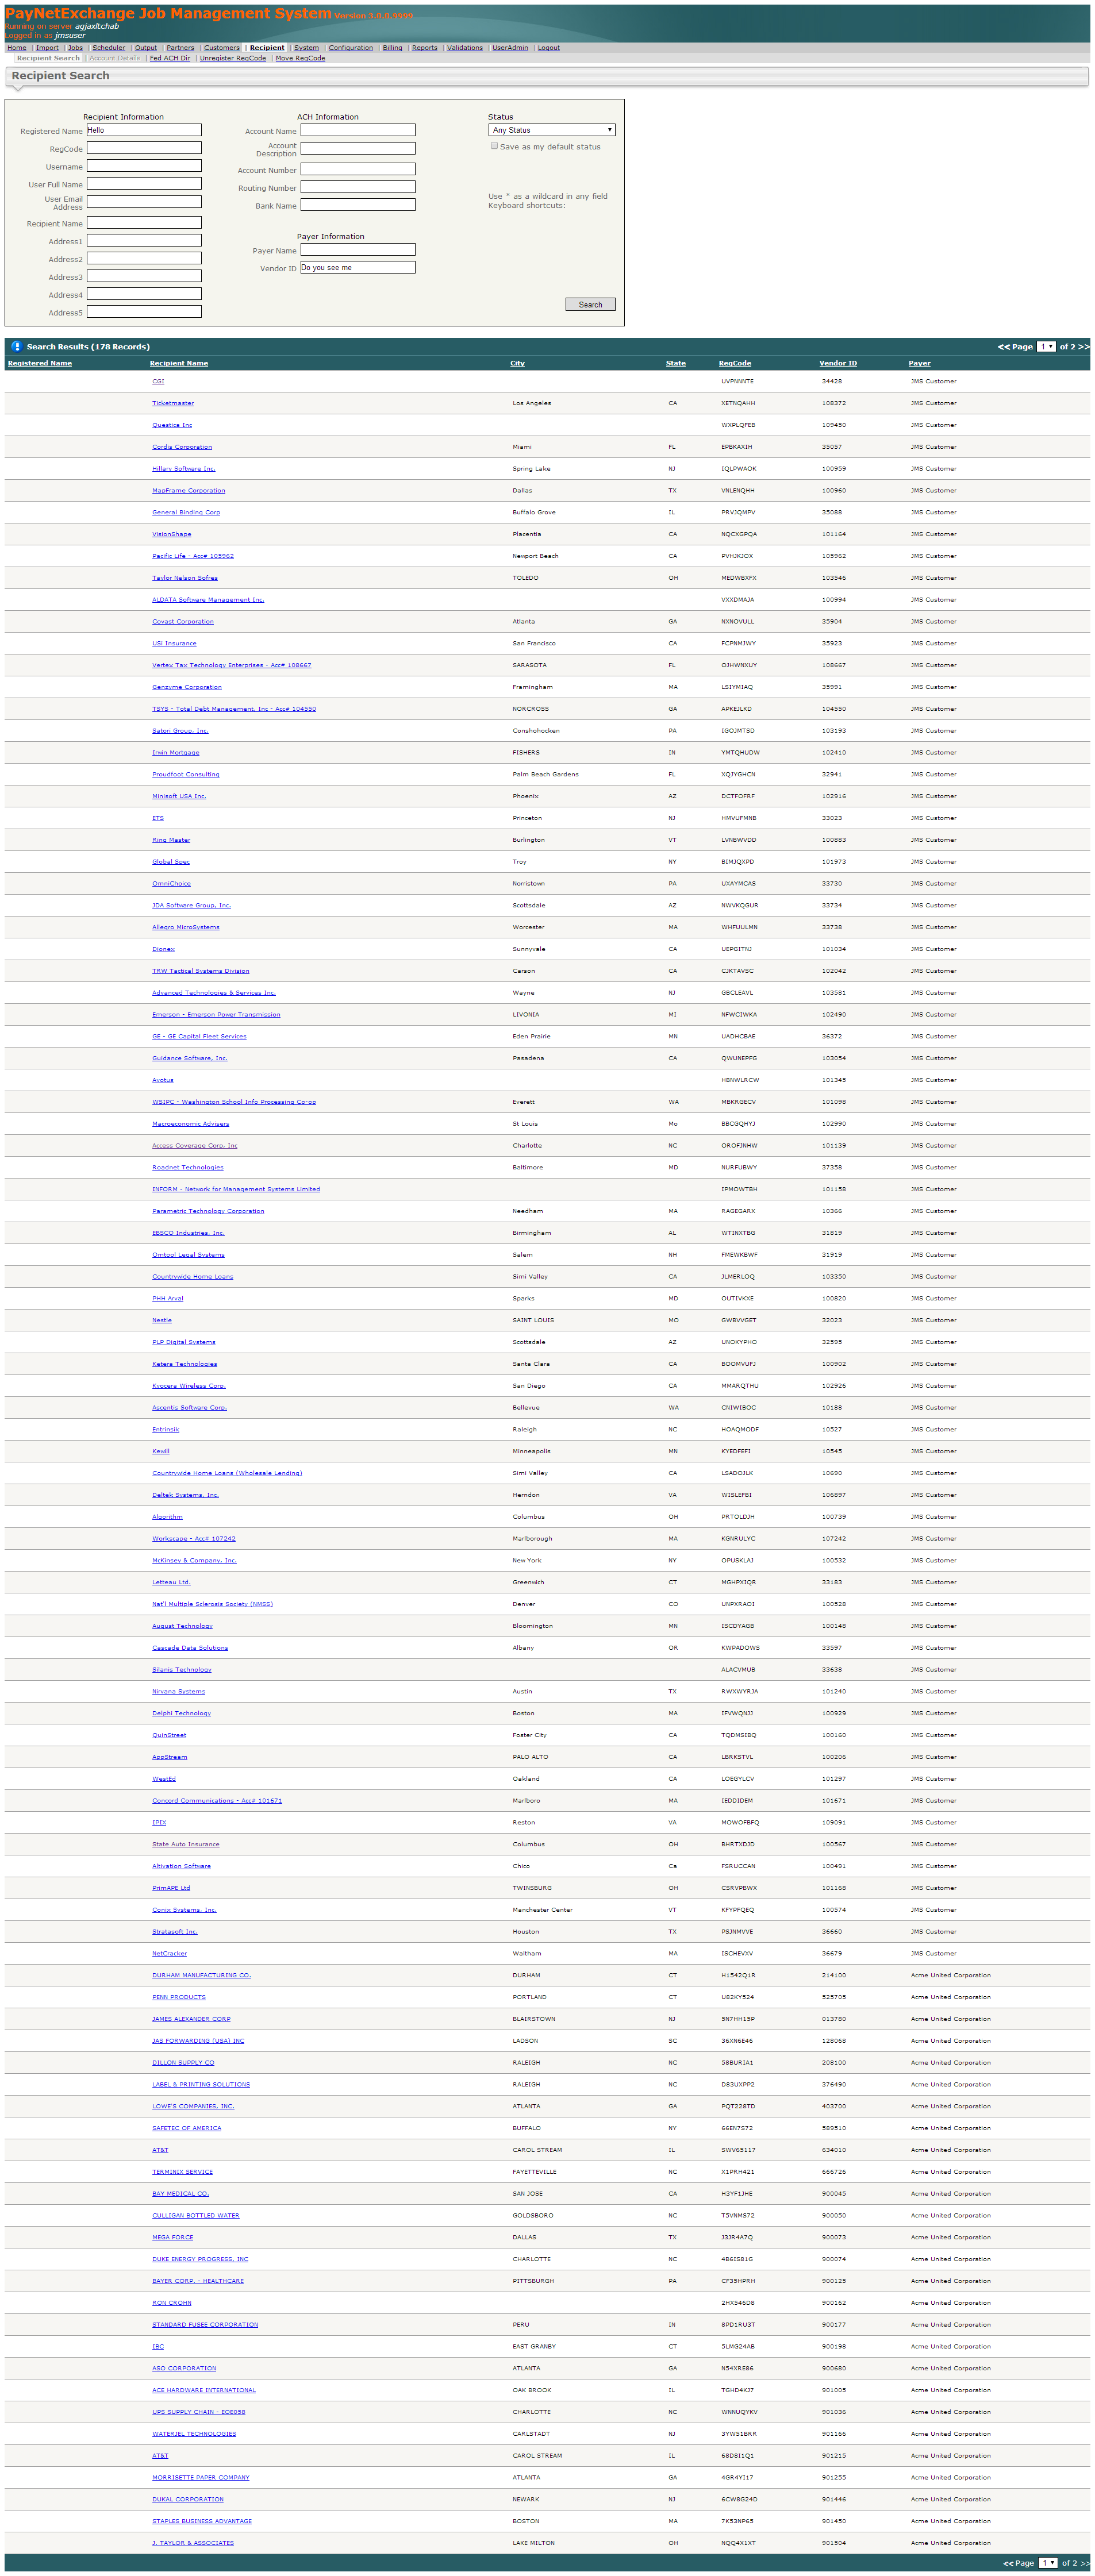 PayNetExchange Job Management System Version 3.0.0.9999
Running on server agjaxltchab
Logged in as jmsuser
Home | Import | Jobs | Scheduler | Output | Partners | Customers | Recipient | System | Configuration | Billing | Reports | Validations | UserAdmin | Logout
Recipient Search | Account Details | Fed ACH Dir | Unregister RegCode | Move RegCode
Recipient Search
Recipient Information ACH Information Status
Registered Name Hello Account Name Any Status
RegCode Account Description Save as my default status
Username Account Number
User Full Name Routing Number
User Email Address Bank Name Use * as a wildcard in any field
Keyboard shortcuts:
Recipient Name
Address1 Payer Information
Address2 Payer Name
Address3 Vendor ID Do you see me
Address4
Address5 Search
Search Results (178 Records) << Page 1 of 2 >>
Registered Name Recipient Name City State RegCode Vendor ID Payer
CGI UVPNNNTE 34428 JMS Customer
Ticketmaster Los Angeles CA XETNQAHH 108372 JMS Customer
Questica Inc WXPLQFEB 109450 JMS Customer
Cordis Corporation Miami FL EPBKAXIH 35057 JMS Customer
Hillary Software Inc. Spring Lake NJ IQLPWAOK 100959 JMS Customer
MapFrame Corporation Dallas TX VNLENQHH 100960 JMS Customer
General Binding Corp Buffalo Grove IL PRVJQMPV 35088 JMS Customer
VisionShape Placentia CA NQCXGPQA 101164 JMS Customer
Pacific Life - Acc# 105962 Newport Beach CA PVHJKJOX 105962 JMS Customer
Taylor Nelson Sofres TOLEDO OH MEDWBXFX 103546 JMS Customer
ALDATA Software Management Inc. VXXDMAJA 100994 JMS Customer
Covast Corporation Atlanta GA NXNOVULL 35904 JMS Customer
USi Insurance San Francisco CA FCPNMJWY 35923 JMS Customer
Vertex Tax Technology Enterprises - Acc# 108667 SARASOTA FL OJHWNXUY 108667 JMS Customer
Genzyme Corporation Framingham MA LSIYMIAQ 35991 JMS Customer
TSYS - Total Debt Management, Inc - Acc# 104550 NORCROSS GA APKEJLKD 104550 JMS Customer
Satori Group, Inc. Conshohocken PA IGOJMTSD 103193 JMS Customer
Irwin Mortgage FISHERS IN YMTQHUDW 102410 JMS Customer
Proudfoot Consulting Palm Beach Gardens FL XQJYGHCN 32941 JMS Customer
Minisoft USA Inc. Phoenix AZ DCTFOFRF 102916 JMS Customer
ETS Princeton NJ HMVUFMNB 33023 JMS Customer
Ring Master Burlington VT LVNBWVDD 100883 JMS Customer
Global Spec Troy NY BIMJQXPD 101973 JMS Customer
OmniChoice Norristown PA UXAYMCAS 33730 JMS Customer
JDA Software Group, Inc. Scottsdale AZ NWVKQGUR 33734 JMS Customer
Allegro MicroSystems Worcester MA WHFUULMN 33738 JMS Customer
Dionex Sunnyvale CA UEPGITNJ 101034 JMS Customer
TRW Tactical Systems Division Carson CA CJKTAVSC 102042 JMS Customer
Advanced Technologies & Services Inc. Wayne NJ GBCLEAVL 103581 JMS Customer
Emerson - Emerson Power Transmission LIVONIA MI NFWCIWKA 102490 JMS Customer
GE - GE Capital Fleet Services Eden Prairie MN UADHCBAE 36372 JMS Customer
Guidance Software, Inc. Pasadena CA QWUNEPFG 103054 JMS Customer
Avotus HBNWLRCW 101345 JMS Customer
WSIPC - Washington School Info Processing Co-op Everett WA MBKRGECV 101098 JMS Customer
Macroeconomic Advisers St Louis Mo BBCGQHYJ 102990 JMS Customer
Access Coverage Corp, Inc Charlotte NC OROFJNHW 101139 JMS Customer
Roadnet Technologies Baltimore MD NURFUBWY 37358 JMS Customer
INFORM - Network for Management Systems Limited IPMOWTBH 101158 JMS Customer
Parametric Technology Corporation Needham MA RAGEGARX 10366 JMS Customer
EBSCO Industries, Inc. Birmingham AL WTINXTBG 31819 JMS Customer
Omtool Legal Systems Salem NH FMEWKBWF 31919 JMS Customer
Countrywide Home Loans Simi Valley CA JLMERLOQ 103350 JMS Customer
PHH Arval Sparks MD OUTIVKXE 100820 JMS Customer
Nestle SAINT LOUIS MO GWBVVGET 32023 JMS Customer
PLP Digital Systems Scottsdale AZ UNOKYPHO 32595 JMS Customer
Ketera Technologies Santa Clara CA BOOMVUFJ 100902 JMS Customer
Kyocera Wireless Corp. San Diego CA MMARQTHU 102926 JMS Customer
Ascentis Software Corp. Bellevue WA CNIWIBOC 10188 JMS Customer
Entrinsik Raleigh NC HOAQMODF 10527 JMS Customer
Kewill Minneapolis MN KYEDFEFI 10545 JMS Customer
Countrywide Home Loans (Wholesale Lending) Simi Valley CA LSADOJLK 10690 JMS Customer
Deltek Systems, Inc. Herndon VA WISLEFBI 106897 JMS Customer
Algorithm Columbus OH PRTOLDJH 100739 JMS Customer
Workscape - Acc# 107242 Marlborough MA KGNRULYC 107242 JMS Customer
McKinsey & Company, Inc. New York NY OPUSKLAJ 100532 JMS Customer
Letteau Ltd. Greenwich CT MGHPXIQR 33183 JMS Customer
Nat'l Multiple Sclerosis Society (NMSS) Denver CO UNPXRAOI 100528 JMS Customer
August Technology Bloomington MN ISCDYAGB 100148 JMS Customer
Cascade Data Solutions Albany OR KWPADOWS 33597 JMS Customer
Silanis Technology ALACVMUB 33638 JMS Customer
Nirvana Systems Austin TX RWXWYRJA 101240 JMS Customer
Delphi Technology Boston MA IFVWQNJJ 100929 JMS Customer
QuinStreet Foster City CA TQDMSIBQ 100160 JMS Customer
AppStream PALO ALTO CA LBRKSTVL 100206 JMS Customer
WestEd Oakland CA LOEGYLCV 101297 JMS Customer
Concord Communications - Acc# 101671 Marlboro MA IEDDIDEM 101671 JMS Customer
IPIX Reston VA MOWOFBFQ 109091 JMS Customer
State Auto Insurance Columbus OH BHRTXDJD 100567 JMS Customer
Altivation Software Chico Ca FSRUCCAN 100491 JMS Customer
PrimAPE Ltd TWINSBURG OH CSRVPBWX 101168 JMS Customer
Conix Systems, Inc. Manchester Center VT KFYPFQEQ 100574 JMS Customer
Stratasoft Inc. Houston TX PSJNMVVE 36660 JMS Customer
NetCracker Waltham MA ISCHEVXV 36679 JMS Customer
DURHAM MANUFACTURING CO. DURHAM CT H1542Q1R 214100 Acme United Corporation
PENN PRODUCTS PORTLAND CT U82KY524 525705 Acme United Corporation
JAMES ALEXANDER CORP BLAIRSTOWN NJ 5N7HH15P 013780 Acme United Corporation
JAS FORWARDING (USA) INC LADSON SC 36XN6E46 128068 Acme United Corporation
DILLON SUPPLY CO RALEIGH NC 58BURIA1 208100 Acme United Corporation
LABEL & PRINTING SOLUTIONS RALEIGH NC D83UXPP2 376490 Acme United Corporation
LOWE'S COMPANIES, INC. ATLANTA GA PQT228TD 403700 Acme United Corporation
SAFETEC OF AMERICA BUFFALO NY 66EN7S72 589510 Acme United Corporation
AT&T CAROL STREAM IL SWV65117 634010 Acme United Corporation
TERMINIX SERVICE FAYETTEVILLE NC X1PRH421 666726 Acme United Corporation
BAY MEDICAL CO. SAN JOSE CA H3YF1JHE 900045 Acme United Corporation
CULLIGAN BOTTLED WATER GOLDSBORO NC T5VNMS72 900050 Acme United Corporation
MEGA FORCE DALLAS TX J3JR4A7Q 900073 Acme United Corporation
DUKE ENERGY PROGRESS, INC CHARLOTTE NC 4B6IS81G 900074 Acme United Corporation
BAYER CORP. - HEALTHCARE PITTSBURGH PA CF35HPRH 900125 Acme United Corporation
RON CROHN 2HX546D8 900162 Acme United Corporation
STANDARD FUSEE CORPORATION PERU IN 8PD1RU3T 900177 Acme United Corporation
IBC EAST GRANBY CT 5LMG24AB 900198 Acme United Corporation
ASO CORPORATION ATLANTA GA N54XRE86 900680 Acme United Corporation
ACE HARDWARE INTERNATIONAL OAK BROOK IL TGHD4KJ7 901005 Acme United Corporation
UPS SUPPLY CHAIN - EOE058 CHARLOTTE NC WNNUQYKV 901036 Acme United Corporation
WATERJEL TECHNOLOGIES CARLSTADT NJ 3YW518RR 901166 Acme United Corporation
AT&T CAROL STREAM IL 68D8I1Q1 901215 Acme United Corporation
MORRISETTE PAPER COMPANY ATLANTA GA 4GR4YI17 901255 Acme United Corporation
DUKAL CORPORATION NEWARK NJ 6CW8G24D 901446 Acme United Corporation
STAPLES BUSINESS ADVANTAGE BOSTON MA 7K53NP65 901450 Acme United Corporation
J. TAYLOR & ASSOCIATES LAKE MILTON OH NQQ4X1XT 901504 Acme United Corporation
<< Page 1 of 2 >>